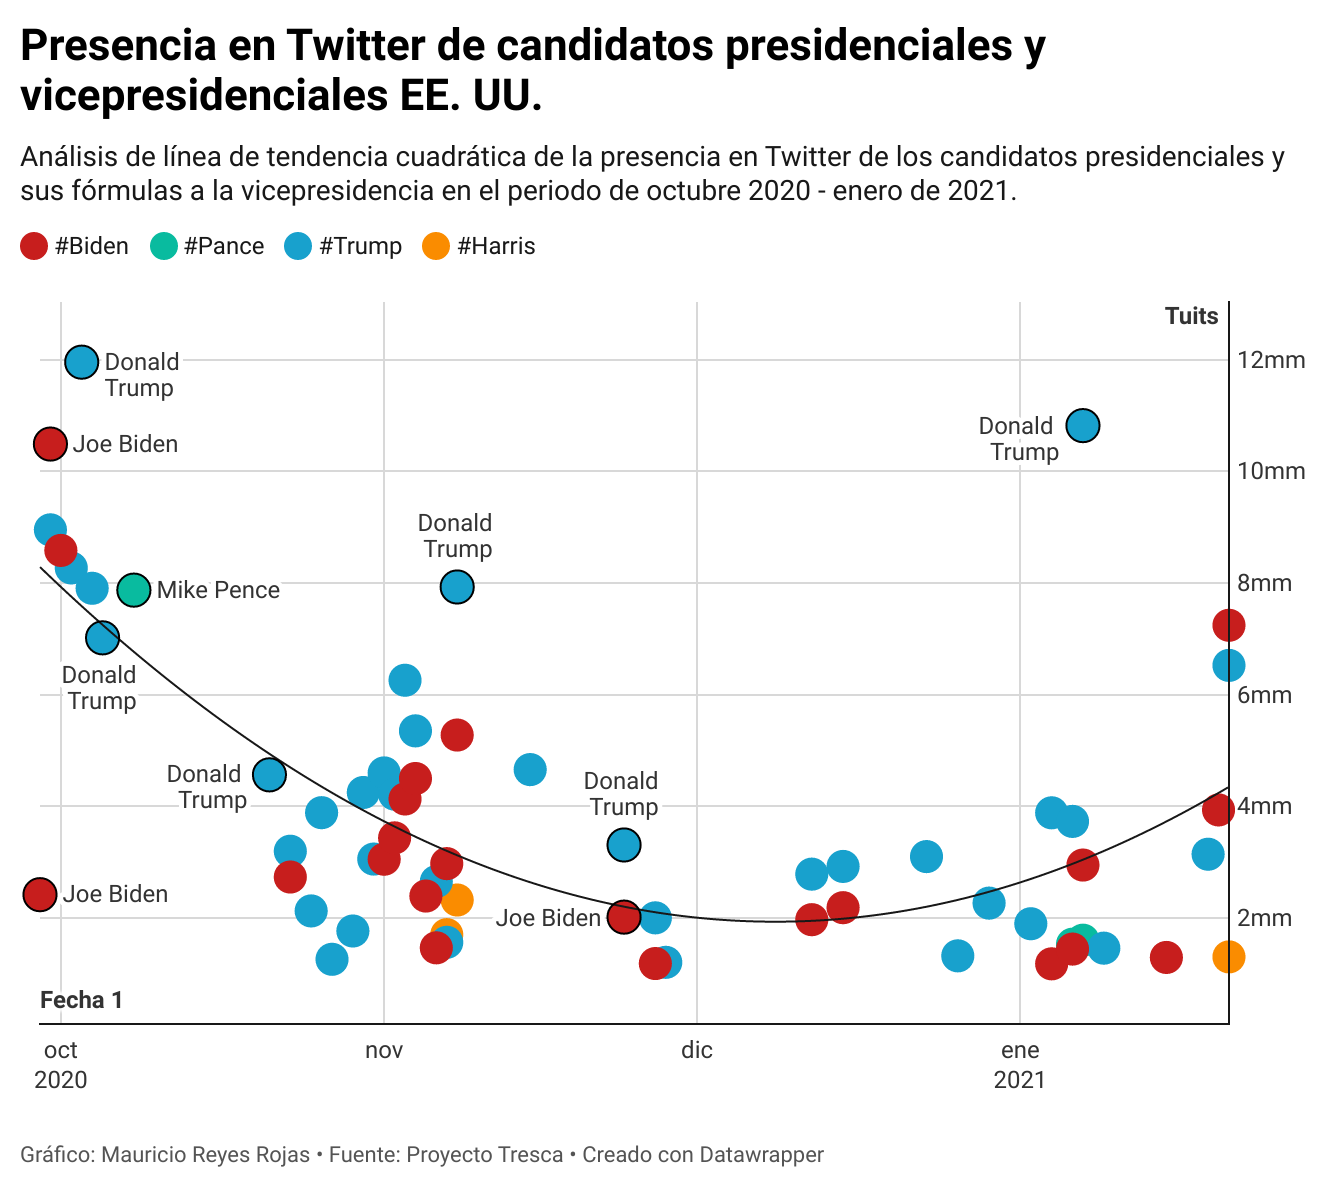 Presencia en Twitter de candidatos presidenciales y
vicepresidenciales EE. UU.
Análisis de línea de tendencia cuadrática de la presencia en Twitter de los candidatos presidenciales y
sus fórmulas a la vicepresidencia en el periodo de octubre 2020 - enero de 2021.
#Biden #Pance #Trump #Harris
Tuits
12mm
Donald
Trump
Joe Biden
Donald
Trump
10mm
Donald
Trump
8mm
Mike Pence
Donald
Trump
6mm
Donald
Trump
Donald
Trump
4mm
Joe Biden
Joe Biden
2mm
Fecha 1
oct
2020
nov
dic
ene
2021
Gráfico: Mauricio Reyes Rojas • Fuente: Proyecto Tresca • Creado con Datawrapper